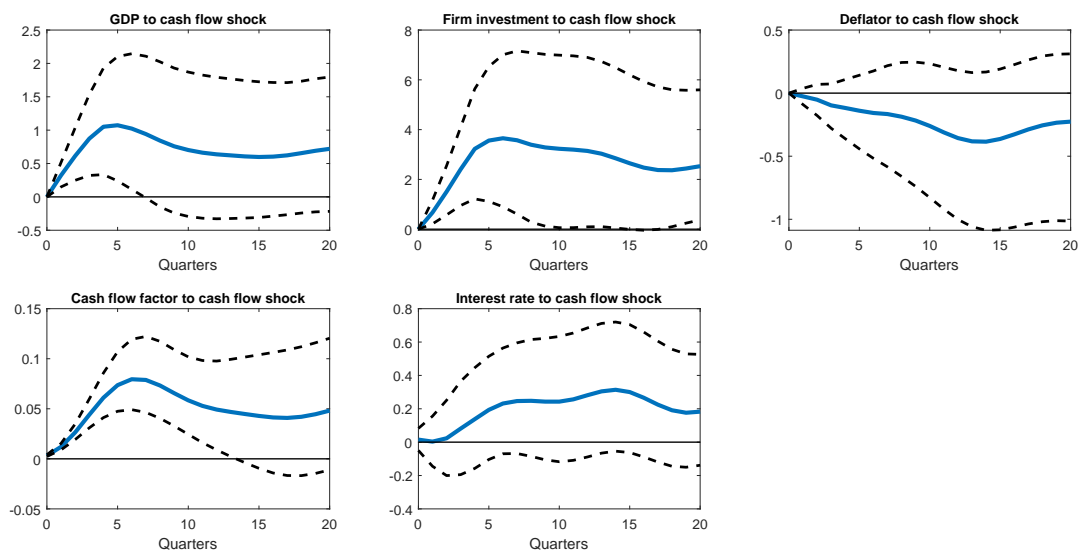 GDP to cash flow shock
2.5
2
1.5
1
0.5
0
-0.5
0 5 10 15 20
Quarters
Firm investment to cash flow shock
8
6
4
2
0
0 5 10 15 20
Quarters
Deflator to cash flow shock
0.5
0
-0.5
-1
0 5 10 15 20
Quarters
Cash flow factor to cash flow shock
0.15
0.1
0.05
0
-0.05
0 5 10 15 20
Quarters
Interest rate to cash flow shock
0.8
0.6
0.4
0.2
0
-0.2
-0.4
0 5 10 15 20
Quarters